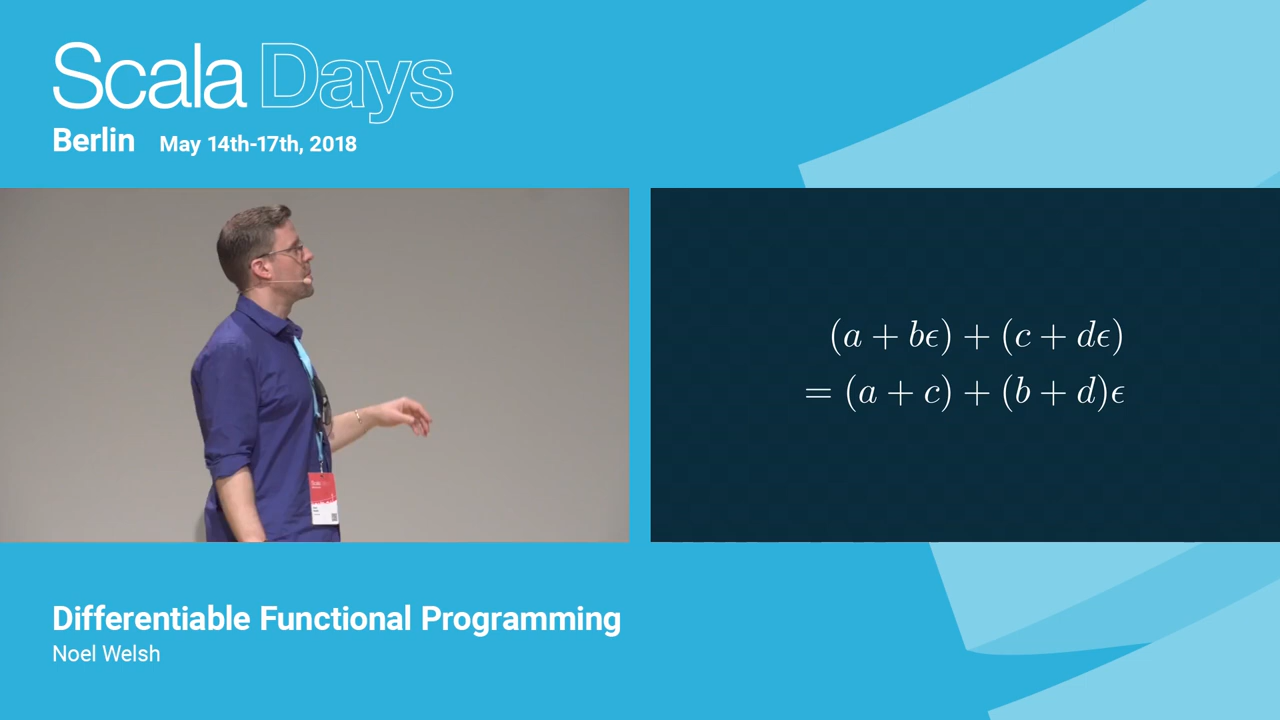 Scala Days
Berlin May 14th-17th, 2018
(a + bϵ) + (c + dϵ)
= (a + c) + (b + d)ϵ
Differentiable Functional Programming
Noel Welsh